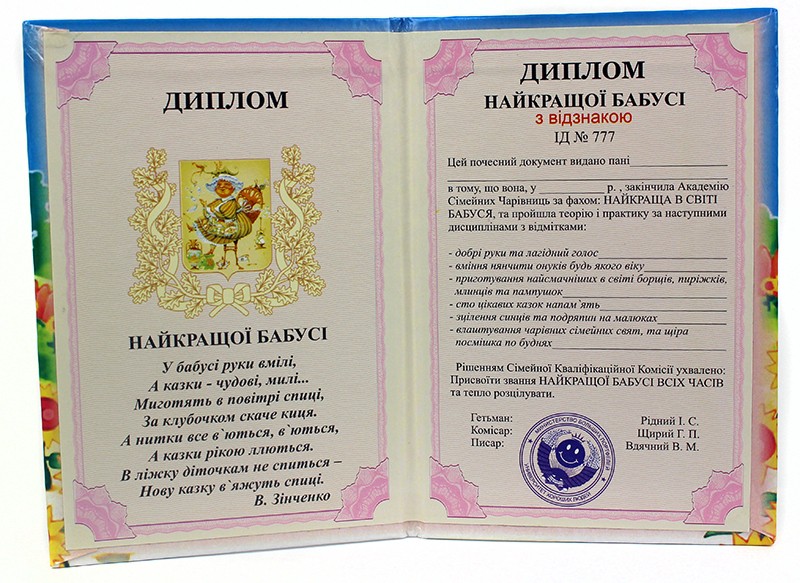 ДИПЛОМ
НАЙКРАЩОЇ БАБУСІ
У бабусі руки вмілі,
А казки - чудові, милі...
Миготять в повітрі спиці,
За клубочком скаче киця.
А нитки все в`ються, в`ються,
А казки рікою ллються.
В ліжку діточкам не спиться –
Нову казку в`яжуть спиці.
В. Зінченко
ДИПЛОМ
НАЙКРАЩОЇ БАБУСІ
з відзнакою
ІД № 777
Цей почесний документ видано пані
в тому, що вона, у ____________ р. , закінчила Академію
Сімейних Чарівниць за фахом: НАЙКРАЩА В СВІТІ
БАБУСЯ, та пройшла теорію і практику за наступними
дисциплінами з відмітками:
- добрі руки та лагідний голос
- вміння нянчити онуків будь якого віку
- приготування найсмачніших в світі борщів, пиріжків,
млинців та пампушок
- сто цікавих казок напам`ять
- зцілення синців та подряпин на малюках
- влаштування чарівних сімейних свят, та щира
посмішка по буднях
Рішенням Сімейної Кваліфікаційної Комісії ухвалено:
Присвоїти звання НАЙКРАЩОЇ БАБУСІ ВСІХ ЧАСІВ
та тепло розцілувати.
Гетьман: Рідний І. С.
Комісар: Щирий Г. П.
Писар: Вдячний В. М.
УНИВЕРСИТЕТ ХОРОШИХ ЛЮДЕЙ